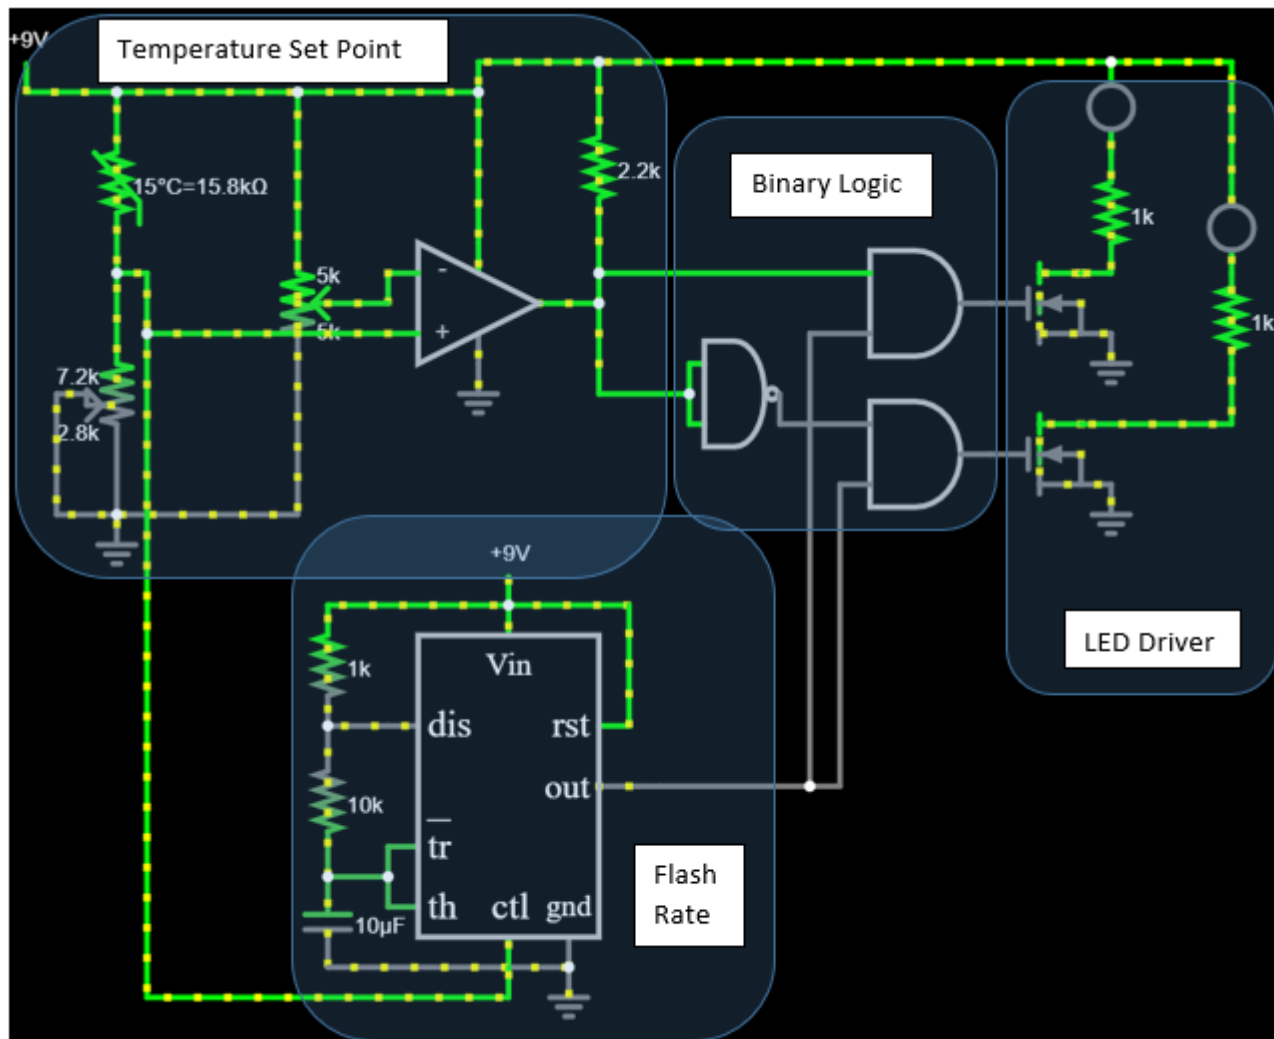 +9V
Temperature Set Point
15°C=15.8kΩ
2.2k
5k
5k
-
+
7.2k
2.8k
Binary Logic
1k
1k
LED Driver
+9V
Vin
1k
dis
rst
out
10k
tr
th
ctl
gnd
10µF
Flash
Rate